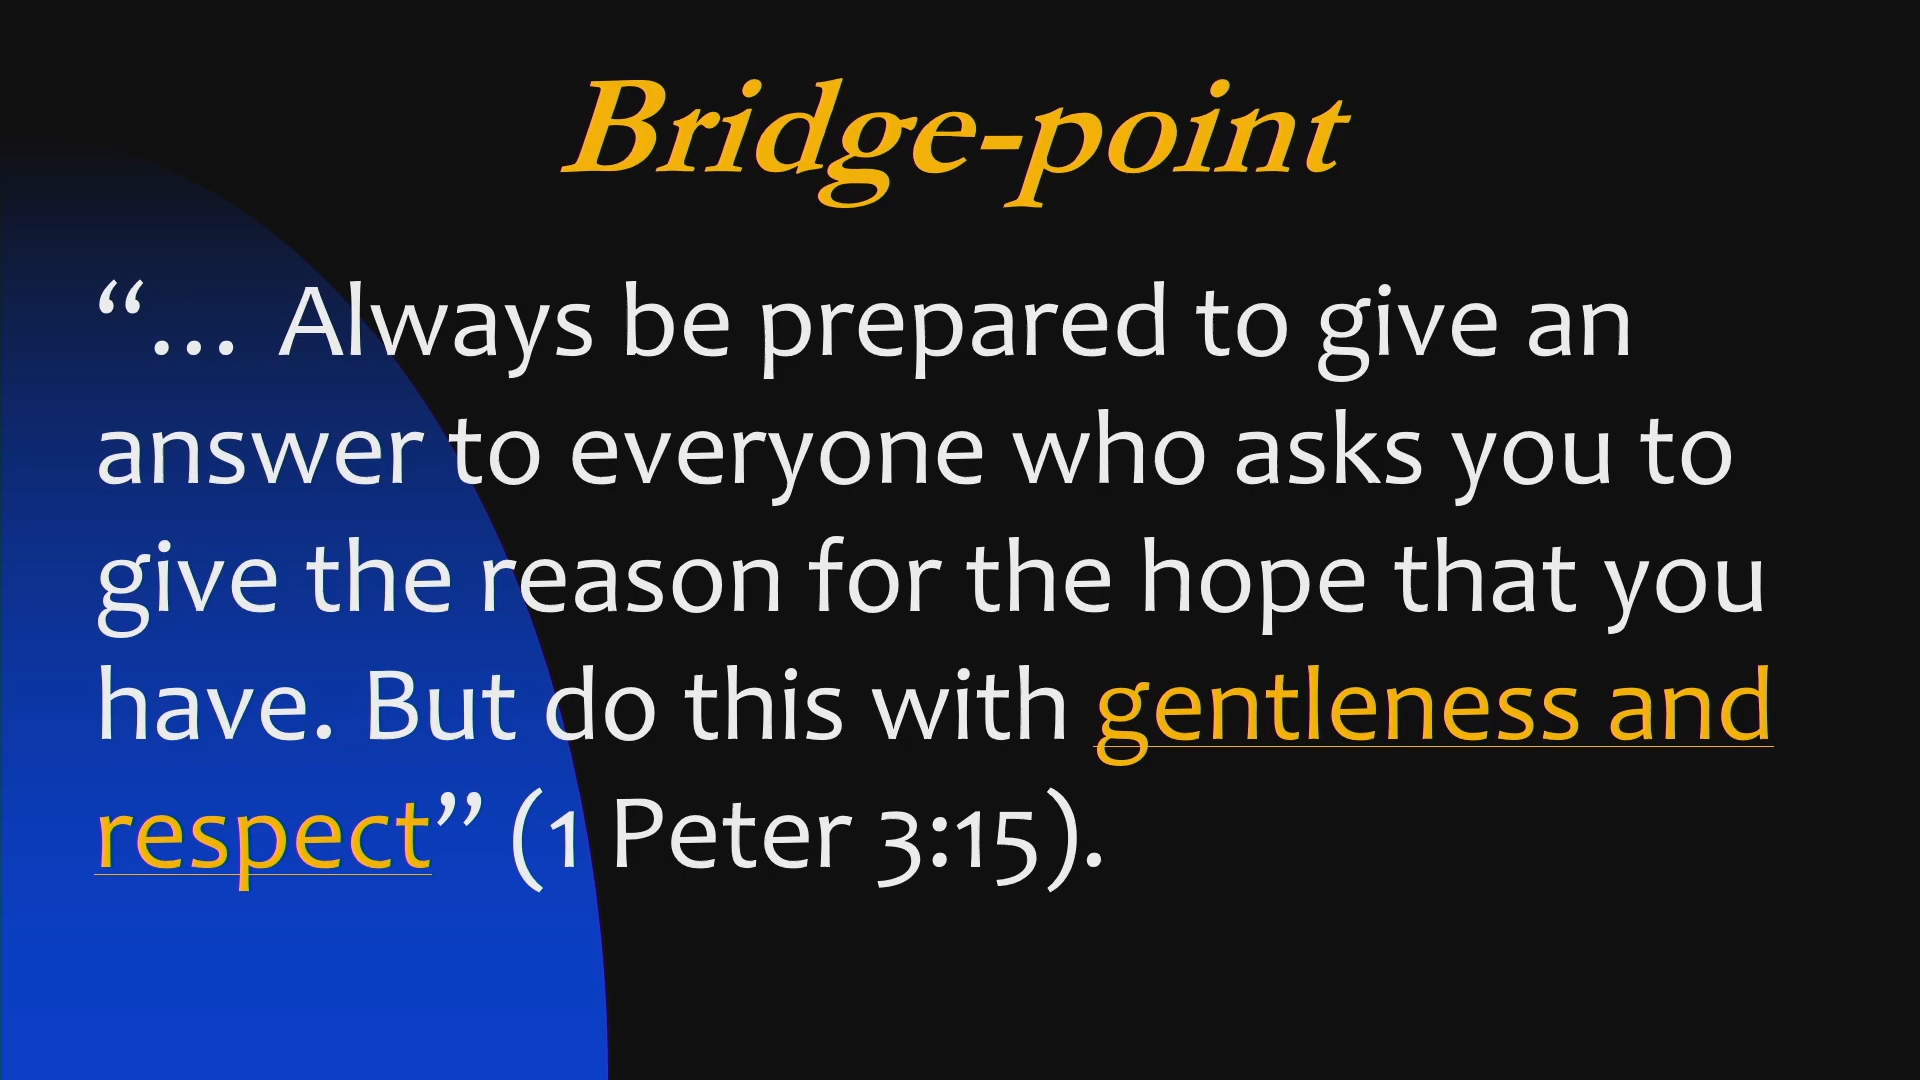 Bridge-point
“… Always be prepared to give an
answer to everyone who asks you to
give the reason for the hope that you
have. But do this with gentleness and
respect” (1 Peter 3:15).